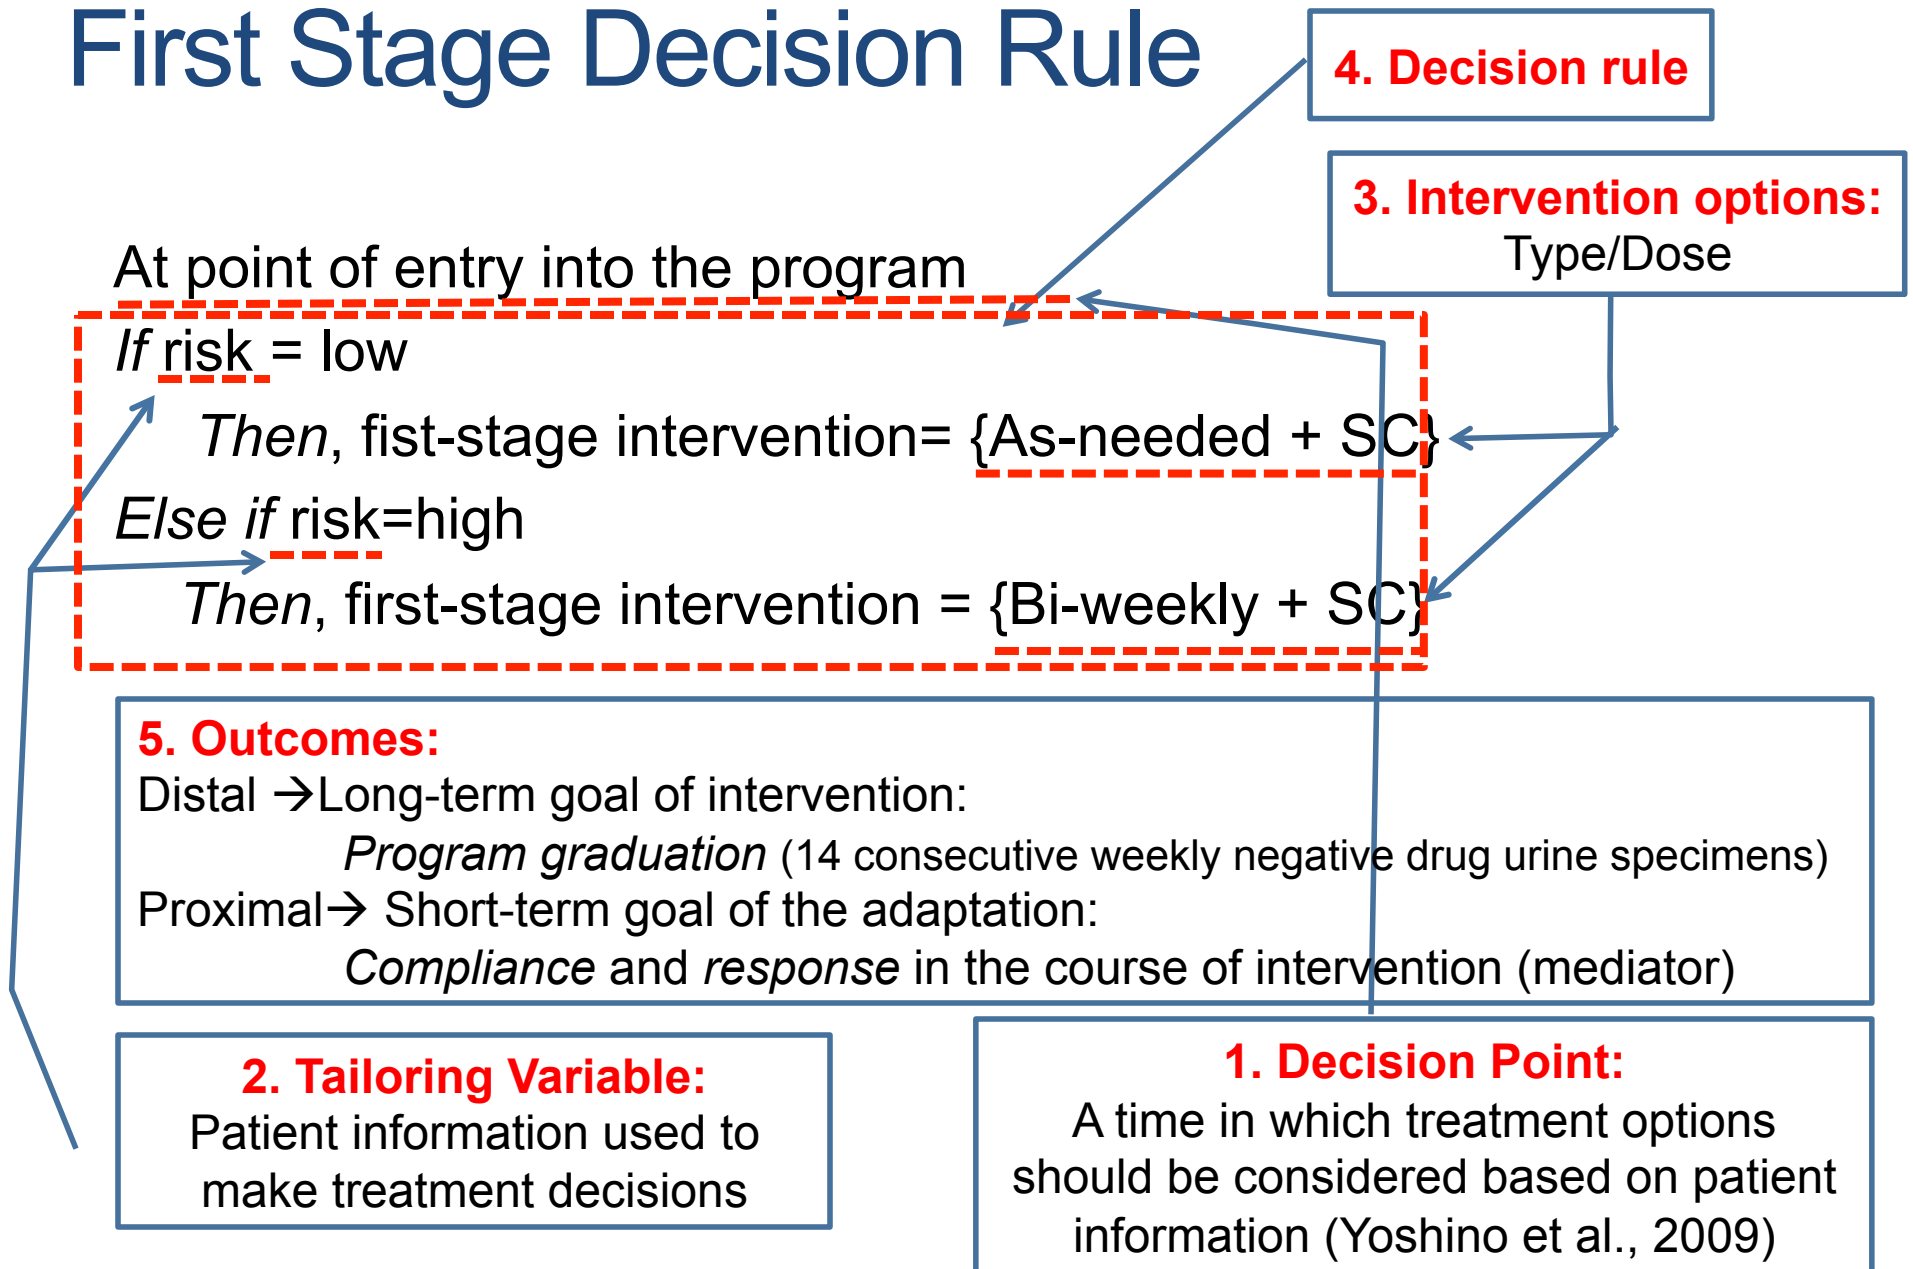 First Stage Decision Rule
4. Decision rule
3. Intervention options:
Type/Dose
At point of entry into the program
If risk = low
Then, fist-stage intervention= {As-needed + SC}
Else if risk=high
Then, first-stage intervention = {Bi-weekly + SC}
5. Outcomes:
Distal →Long-term goal of intervention:
Program graduation (14 consecutive weekly negative drug urine specimens)
Proximal→ Short-term goal of the adaptation:
Compliance and response in the course of intervention (mediator)
2. Tailoring Variable:
Patient information used to
make treatment decisions
1. Decision Point:
A time in which treatment options
should be considered based on patient
information (Yoshino et al., 2009)